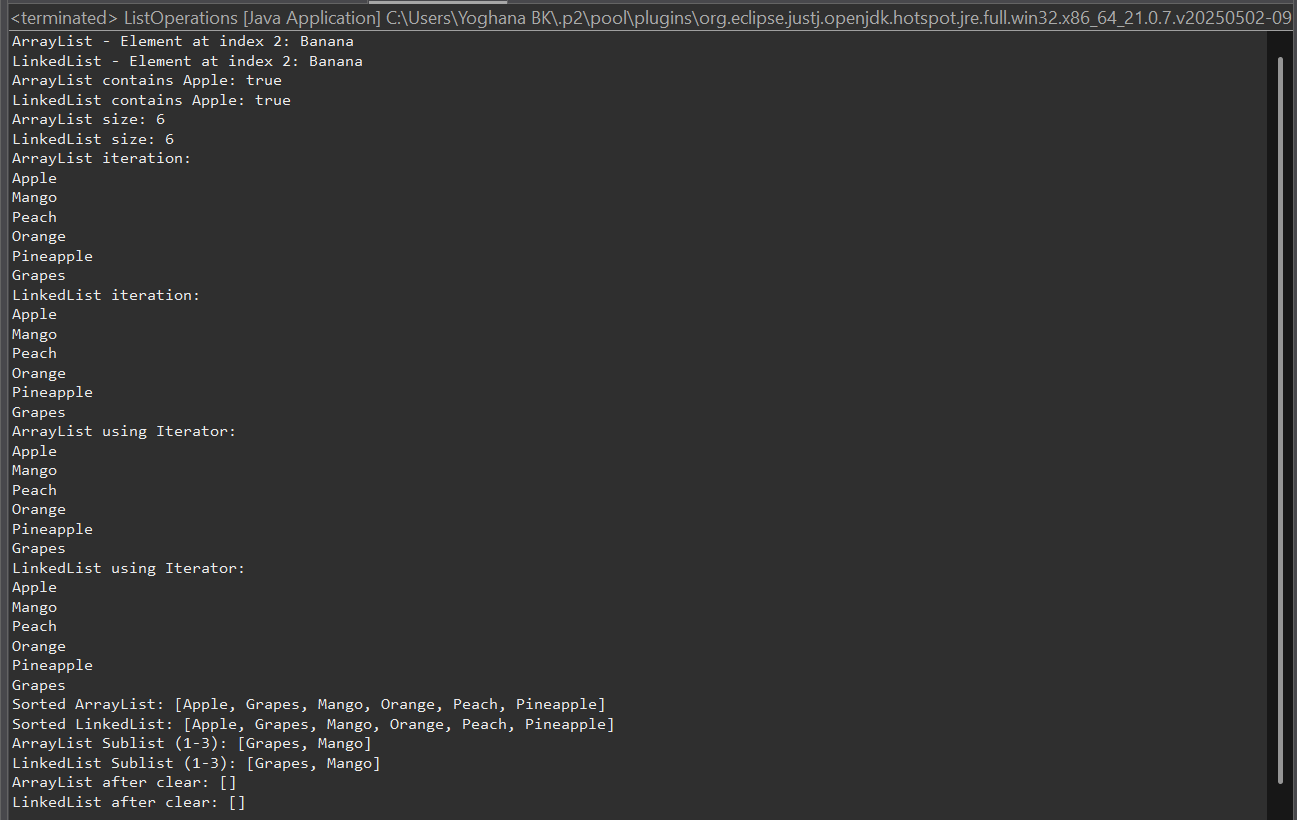 <terminated> ListOperations [Java Application] C:\Users\Yoghana BK\.p2\pool\plugins\org.eclipse.justj.openjdk.hotspot.jre.full.win32.x86_64_21.0.7.v20250502-09
ArrayList - Element at index 2: Banana
LinkedList - Element at index 2: Banana
ArrayList contains Apple: true
LinkedList contains Apple: true
ArrayList size: 6
LinkedList size: 6
ArrayList iteration:
Apple
Mango
Peach
Orange
Pineapple
Grapes
LinkedList iteration:
Apple
Mango
Peach
Orange
Pineapple
Grapes
ArrayList using Iterator:
Apple
Mango
Peach
Orange
Pineapple
Grapes
LinkedList using Iterator:
Apple
Mango
Peach
Orange
Pineapple
Grapes
Sorted ArrayList: [Apple, Grapes, Mango, Orange, Peach, Pineapple]
Sorted LinkedList: [Apple, Grapes, Mango, Orange, Peach, Pineapple]
ArrayList Sublist (1-3): [Grapes, Mango]
LinkedList Sublist (1-3): [Grapes, Mango]
ArrayList after clear: []
LinkedList after clear: []